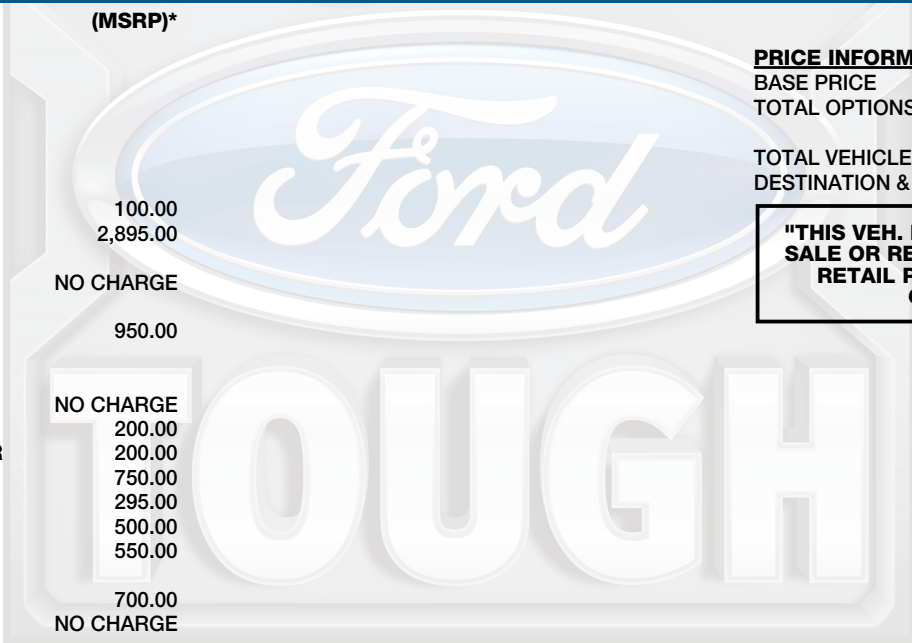 (MSRP)*
100.00
2,895.00
NO CHARGE
950.00
NO CHARGE
200.00
200.00
750.00
295.00
500.00
550.00
700.00
NO CHARGE
PRICE
BASE PRICE
TOTAL OPTIONS
TOTAL VEHICLE
DESTINATION &
"THIS VEH.
SALE OR
RETAIL
Ford
TOUGH